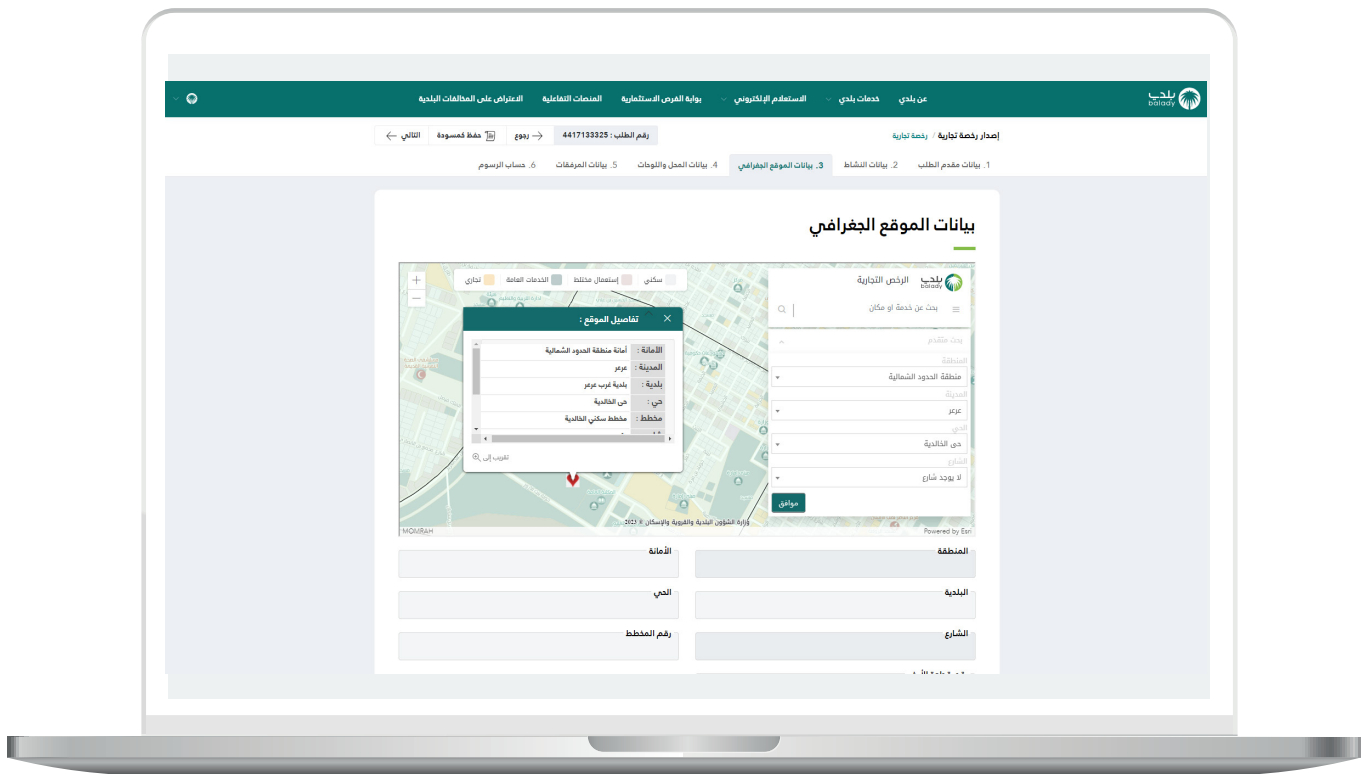 بلدي
balady
عن بلدي
خدمات بلدي
الاستعلام الإلكتروني
بوابة الفرص الاستثمارية
المنصات التفاعلية
الاعتراض على المخالفات البلدية
إصدار رخصة تجارية / رخصة تجارية
رقم الطلب : 4417133325
رجوع
حفظ كمسودة
التالي
1. بيانات مقدم الطلب
2. بيانات النشاط
3. بيانات الموقع الجغرافي
4. بيانات المحل واللوحات
5. بيانات المرفقات
6. حساب الرسوم
بيانات الموقع الجغرافي
بلدي
balady
الرخص التجارية
بحث عن خدمة او مكان
بحث متقدم
المنطقة
منطقة الحدود الشمالية
المدينة
عرعر
الحي
حى الخالدية
الشارع
لا يوجد شارع
موافق
سكني
إستعمال مختلط
الخدمات العامة
تجاري
تفاصيل الموقع :
الأمانة : أمانة منطقة الحدود الشمالية
المدينة : عرعر
بلدية : بلدية غرب عرعر
حي : حى الخالدية
مخطط : مخطط سكني الخالدية
تقريب إلى
وزارة الشؤون البلدية والقروية والإسكان © 2023
Powered by Esri
MOMRAH
المنطقة
الأمانة
البلدية
الحي
الشارع
رقم المخطط